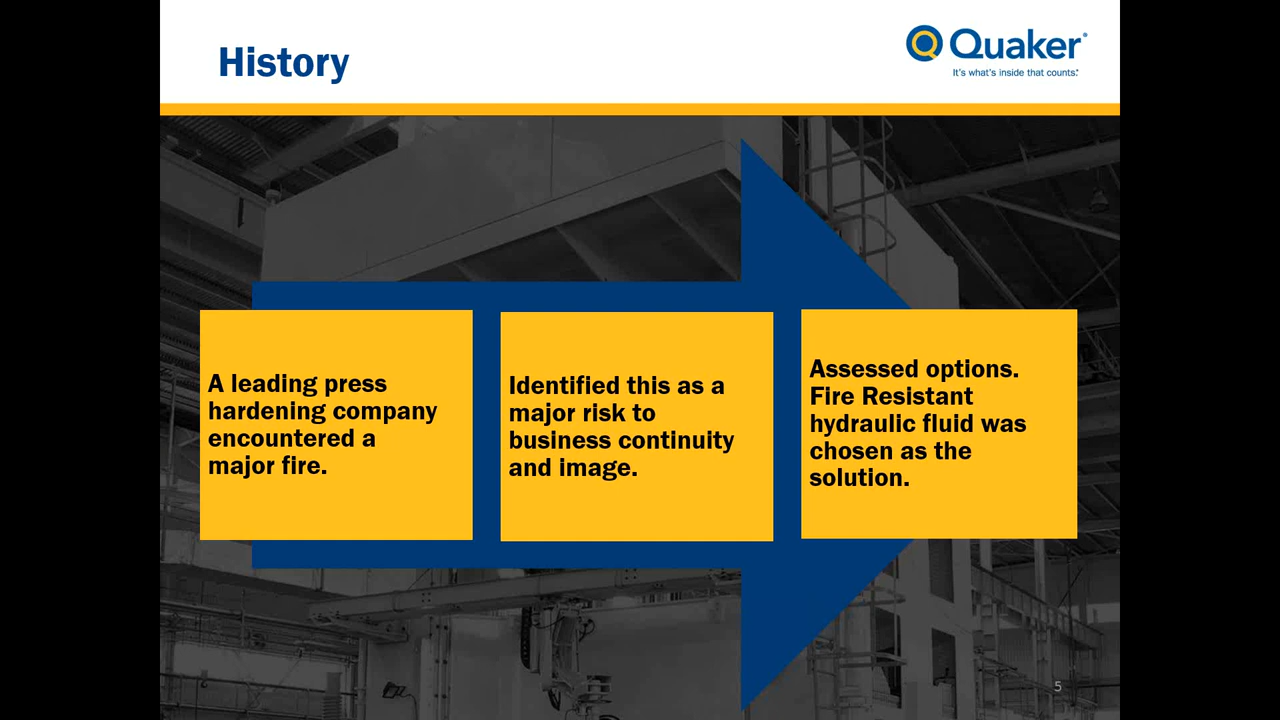 History
Quaker®
It's what's inside that counts.™
A leading press
hardening company
encountered a
major fire.
Identified this as a
major risk to
business continuity
and image.
Assessed options.
Fire Resistant
hydraulic fluid was
chosen as the
solution.
5